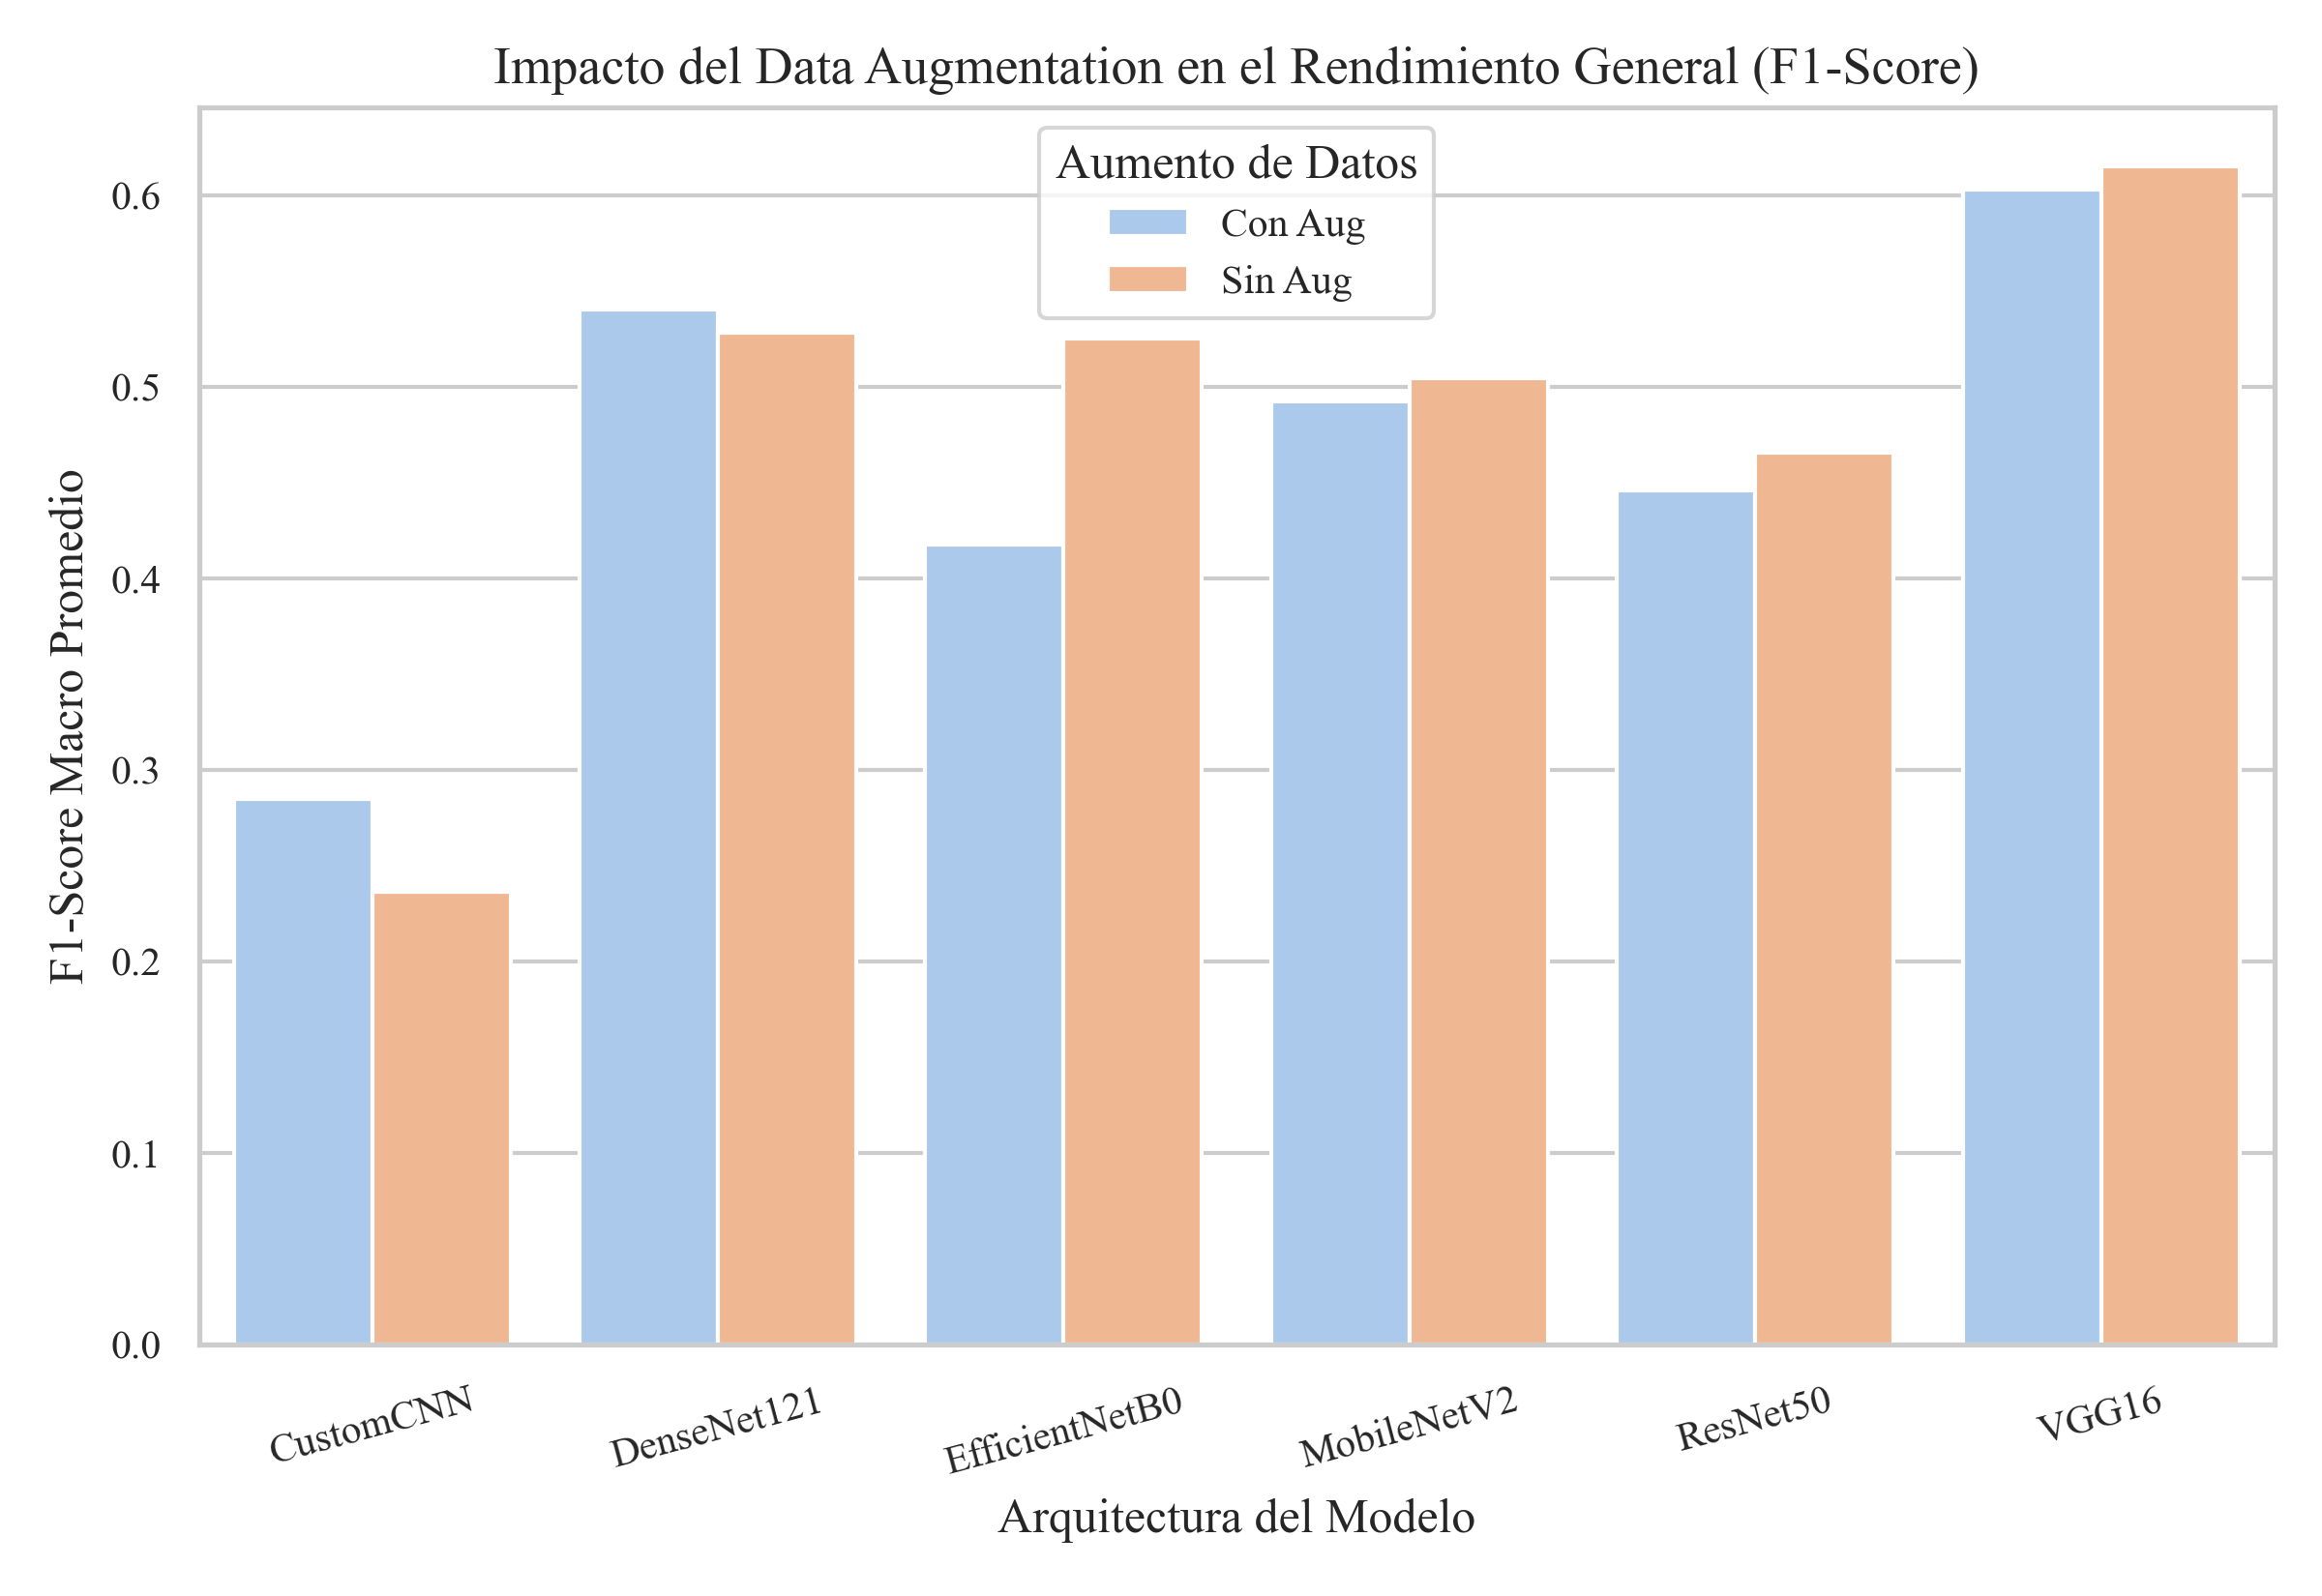 Impacto del Data Augmentation en el Rendimiento General (F1-Score)
Aumento de Datos
Con Aug
Sin Aug
F1-Score Macro Promedio
0.6
0.5
0.4
0.3
0.2
0.1
0.0
CustomCNN
DenseNet121
EfficientNetB0
MobileNetV2
ResNet50
VGG16
Arquitectura del Modelo